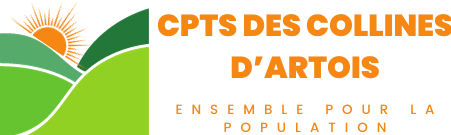 CPTS DES COLLINES
D’ARTOIS
ENSEMBLE POUR LA
POPULATION